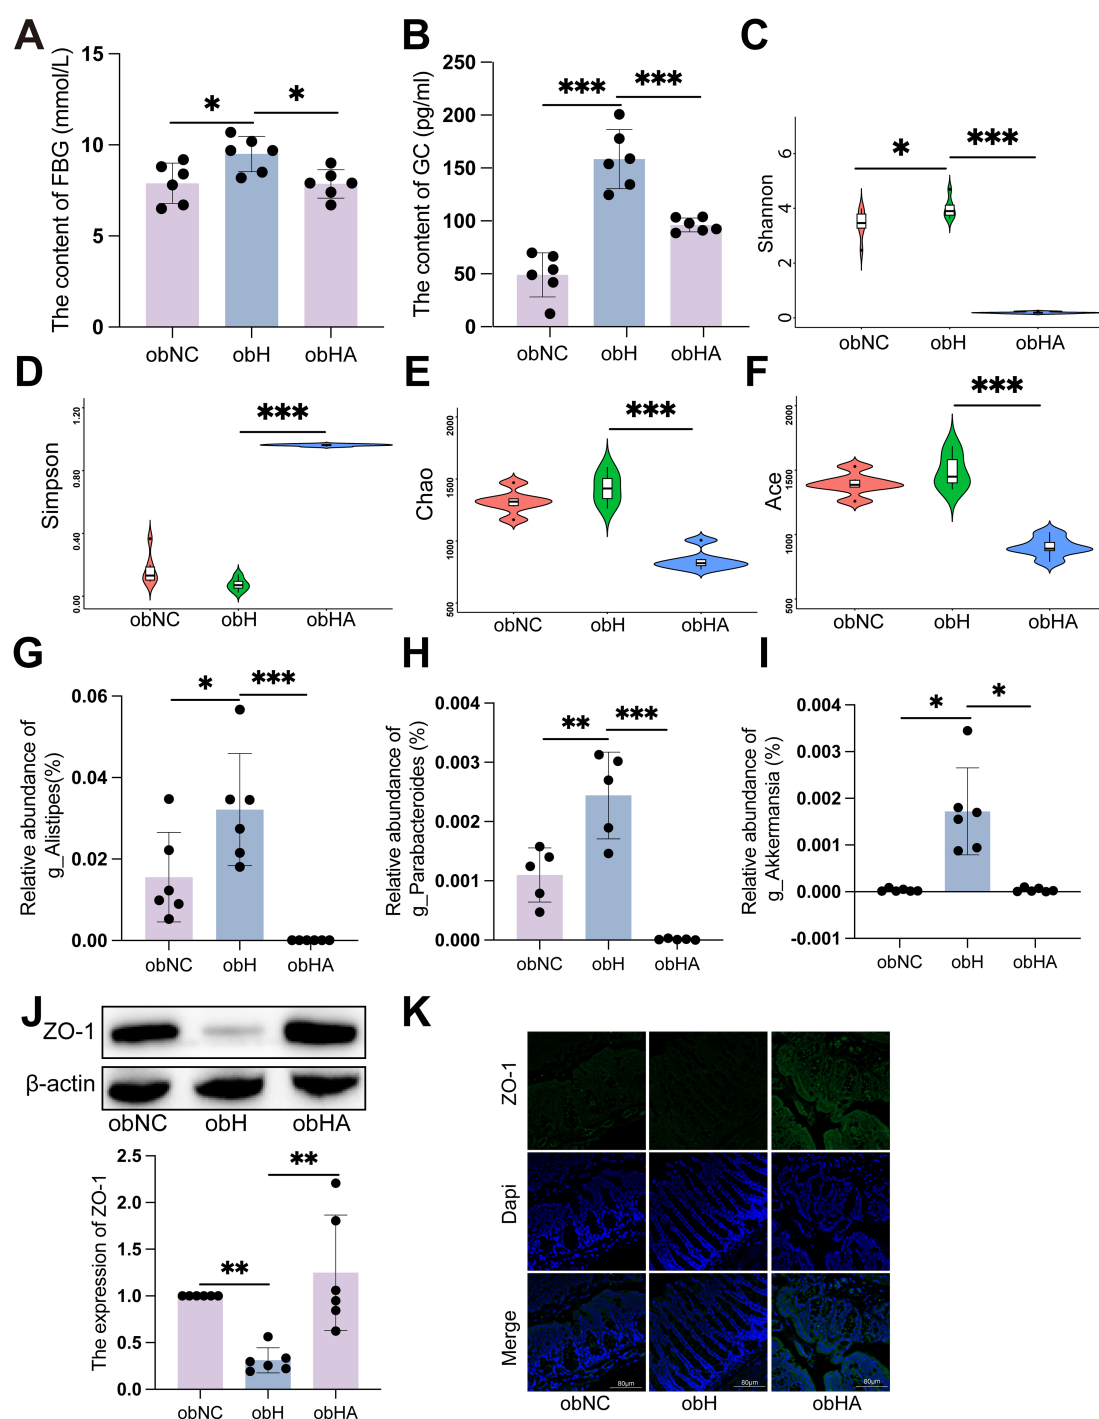 A
The content of FBG (mmol/L)
15
10
5
0
*
*
obNC
obH
obHA
B
The content of GC (pg/ml)
250
200
150
100
50
0
***
***
obNC
obH
obHA
C
Shannon
6
4
2
0
*
***
obNC
obH
obHA
D
Simpson
1.20
0.80
0.40
0.00
***
obNC
obH
obHA
E
Chao
2000
1500
1000
500
***
obNC
obH
obHA
F
Ace
2000
1500
1000
500
***
obNC
obH
obHA
G
Relative abundance of
g_Alistipes(%)
0.06
0.04
0.02
0.00
*
***
obNC
obH
obHA
H
Relative abundance of
g_Parabacteroides (%)
0.004
0.003
0.002
0.001
0.000
**
***
obNC
obH
obHA
I
Relative abundance of
g_Akkermansia (%)
0.004
0.003
0.002
0.001
0.000
-0.001
*
*
obNC
obH
obHA
J
ZO-1
β-actin
obNC
obH
obHA
The expression of ZO-1
2.5
2.0
1.5
1.0
0.5
0.0
**
**
obNC
obH
obHA
K
ZO-1
Dapi
Merge
80μm
80μm
80μm
obNC
obH
obHA